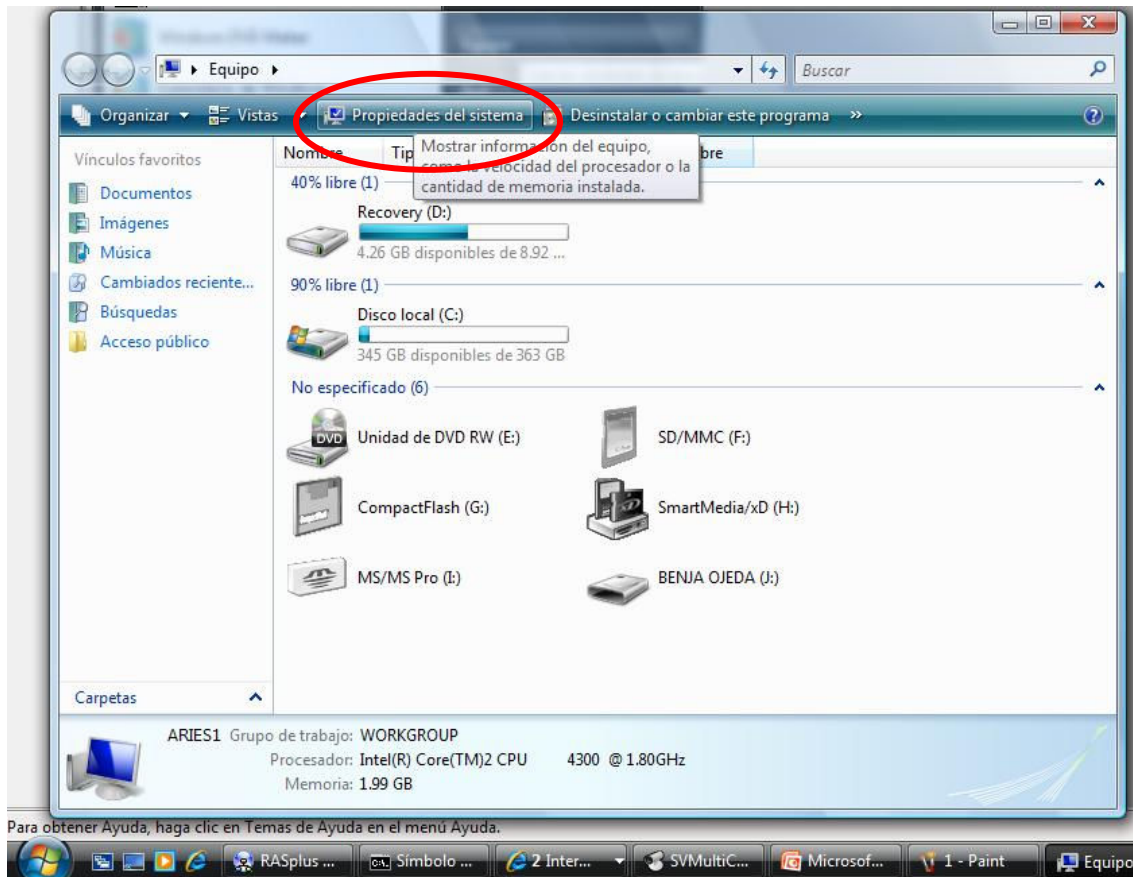 Equipo
Buscar
Organizar Vistas Propiedades del sistema Desinstalar o cambiar este programa »
Mostrar información del equipo,
como la velocidad del procesador o la
cantidad de memoria instalada.
Vínculos favoritos
Documentos
Imágenes
Música
Cambiados reciente...
Búsquedas
Acceso público
Carpetas
Nombre Tip bre
40% libre (1)
Recovery (D:)
4.26 GB disponibles de 8.92 ...
90% libre (1)
Disco local (C:)
345 GB disponibles de 363 GB
No especificado (6)
DVD
Unidad de DVD RW (E:)
SD/MMC (F:)
CompactFlash (G:)
SmartMedia/xD (H:)
MS/MS Pro (I:)
BENJA OJEDA (J:)
ARIES1 Grupo de trabajo: WORKGROUP
Procesador: Intel(R) Core(TM)2 CPU 4300 @ 1.80GHz
Memoria: 1.99 GB
Para obtener Ayuda, haga clic en Temas de Ayuda en el menú Ayuda.
RASplus ... Símbolo ... 2 Inter... SVMultiC... Microsof... 1 - Paint Equipo